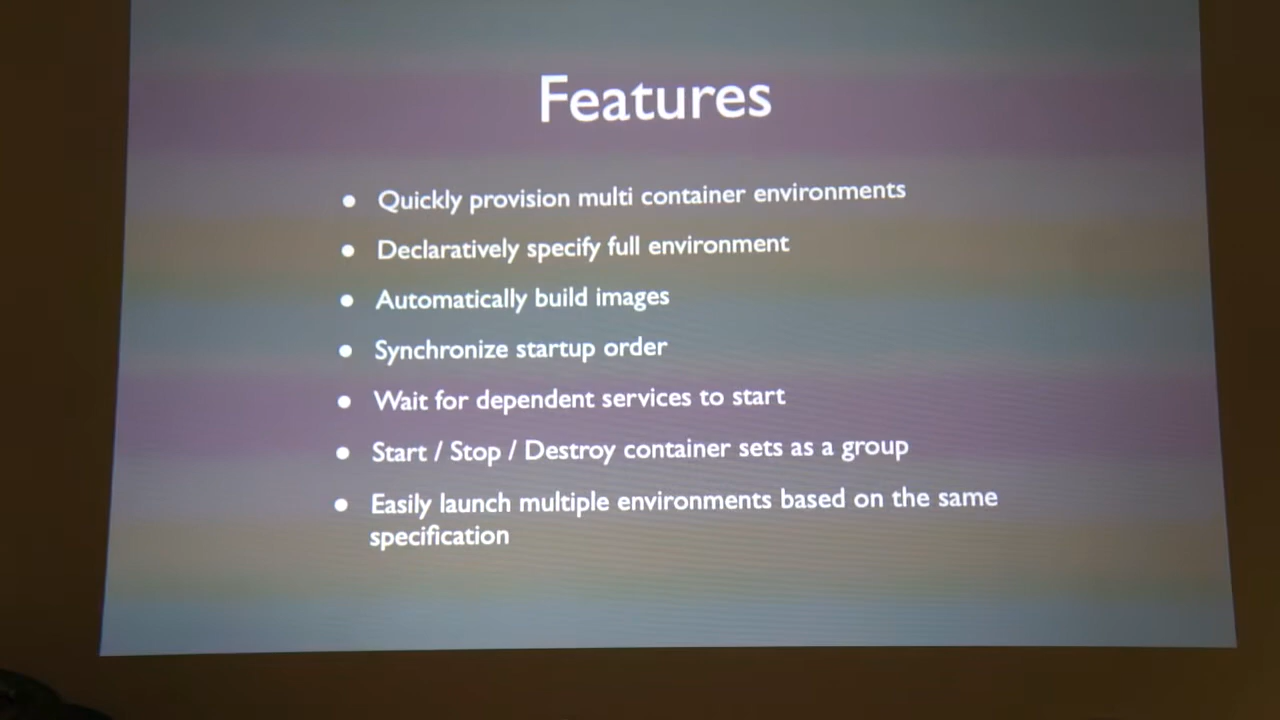 Features
• Quickly provision multi container environments
• Declaratively specify full environment
• Automatically build images
• Synchronize startup order
• Wait for dependent services to start
• Start / Stop / Destroy container sets as a group
• Easily launch multiple environments based on the same
specification